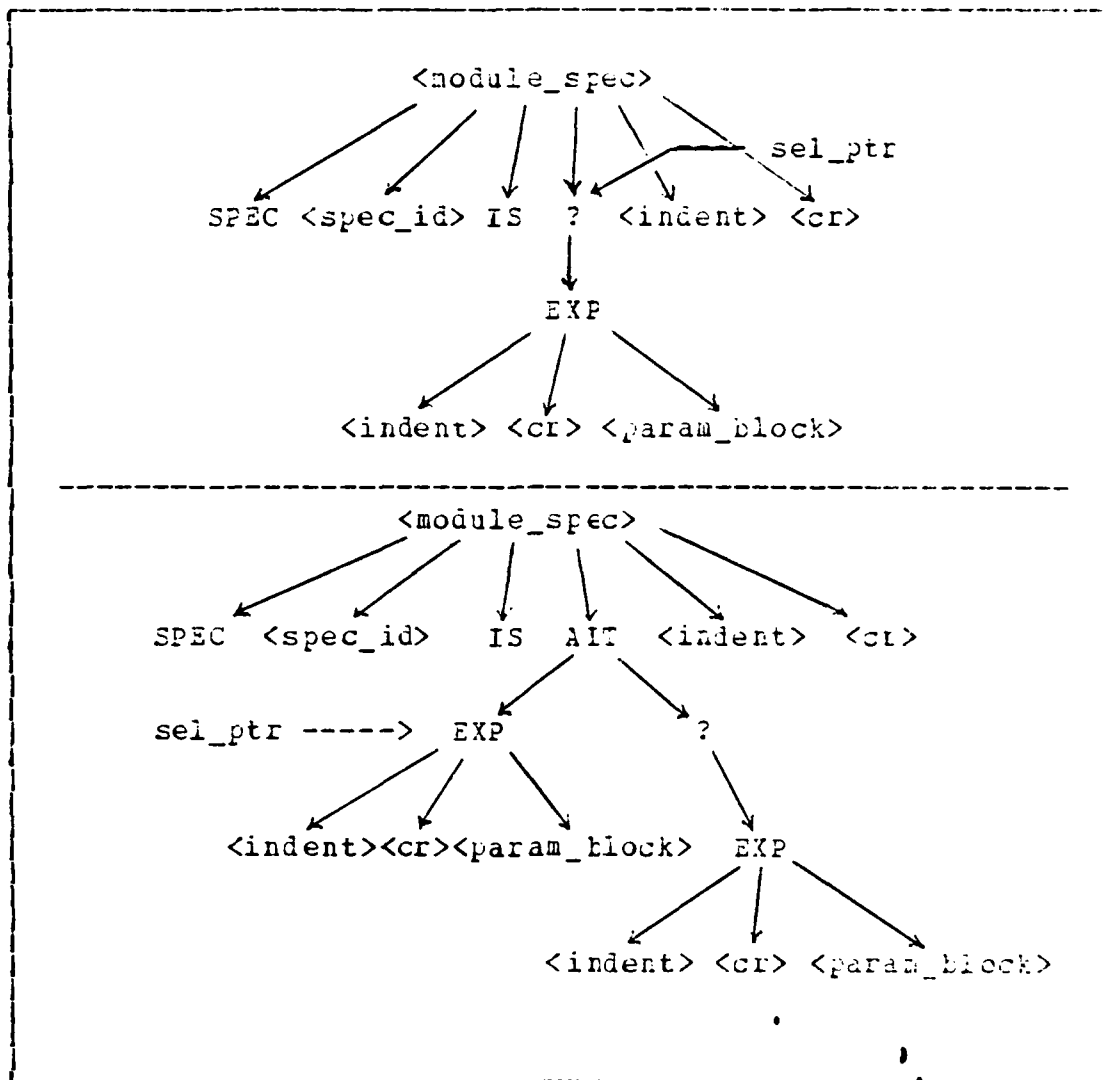 <module_spec>
sel_ptr
SPEC <spec_id> IS ? <indent> <cr>
EXP
<indent> <cr> <param_block>
<module_spec>
SPEC <spec_id> IS ALT <indent> <cr>
sel_ptr -----> EXP ?
<indent><cr><param_block> EXP
<indent> <cr> <param_block>